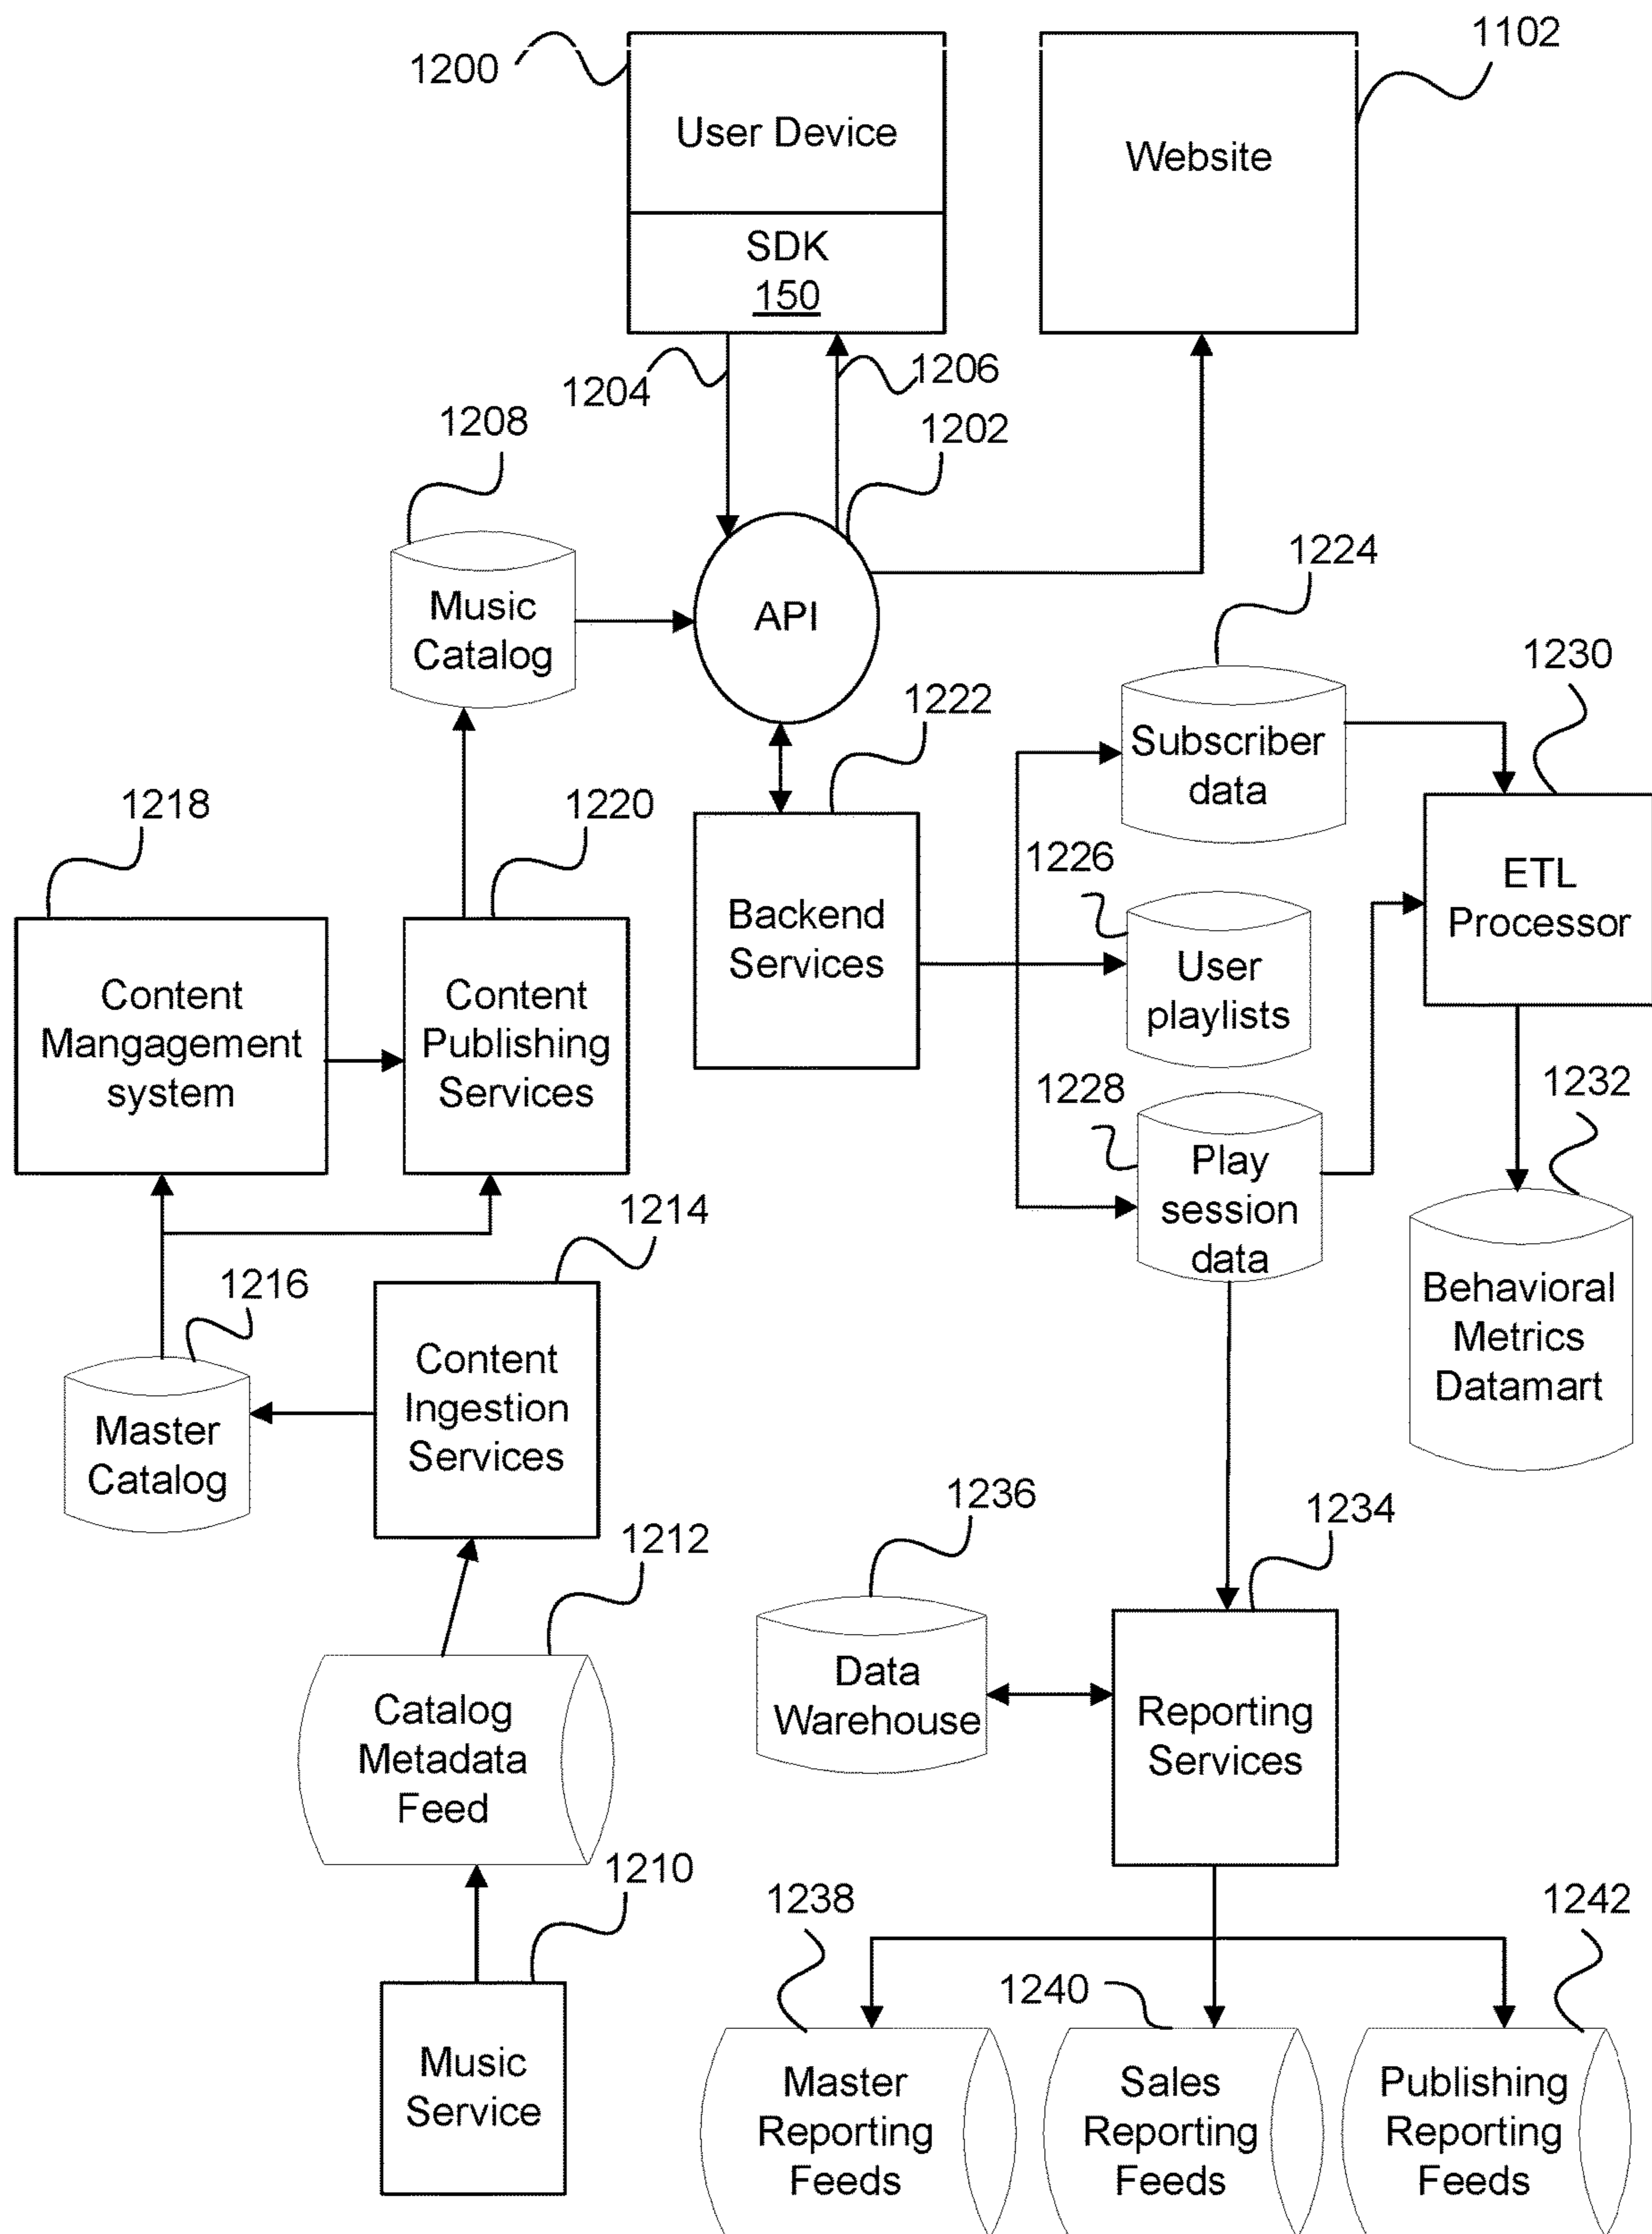 1200
User Device
SDK
150
1102
Website
1204
1206
1208
1202
Music
Catalog
API
1224
Subscriber
data
1230
ETL
Processor
1222
Backend
Services
1226
User
playlists
1218
Content
Mangagement
system
1220
Content
Publishing
Services
1228
Play
session
data
1232
Behavioral
Metrics
Datamart
1214
Content
Ingestion
Services
1216
Master
Catalog
1212
Catalog
Metadata
Feed
1236
Data
Warehouse
1234
Reporting
Services
1210
Music
Service
1238
Master
Reporting
Feeds
1240
Sales
Reporting
Feeds
1242
Publishing
Reporting
Feeds